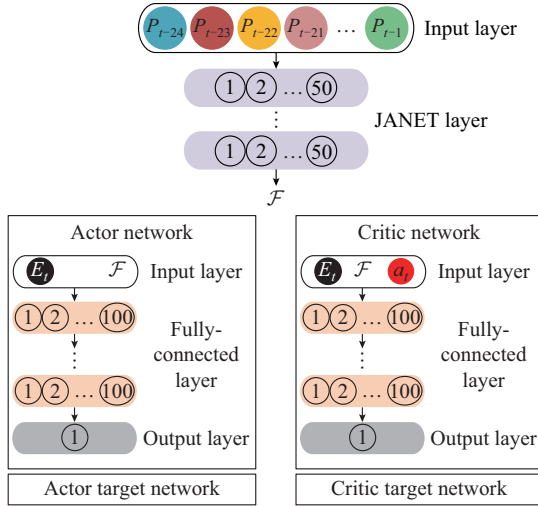 P_{t−24} P_{t−23} P_{t−22} P_{t−21} … P_{t−1} Input layer
1 2 … 50
⋮
JANET layer
1 2 … 50
ℱ
Actor network
E_t ℱ Input layer
1 2 … 100
⋮
Fully-
connected
layer
1 2 … 100
1 Output layer
Actor target network
Critic network
E_t ℱ a_t Input layer
1 2 … 100
⋮
Fully-
connected
layer
1 2 … 100
1 Output layer
Critic target network